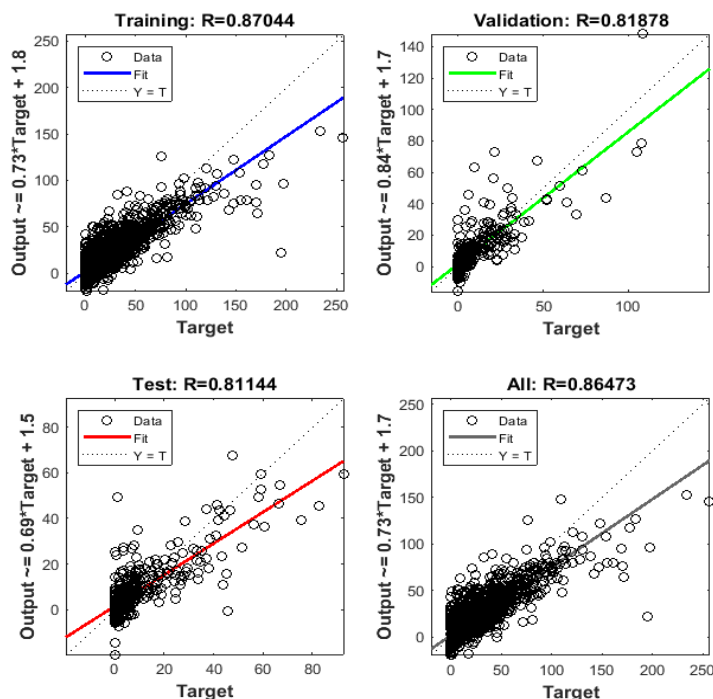 Training: R=0.87044
Output ~= 0.73*Target + 1.8
250
200
150
100
50
0
Data
Fit
Y = T
0
50
100
150
200
250
Target
Validation: R=0.81878
Output ~= 0.84*Target + 1.7
140
120
100
80
60
40
20
0
Data
Fit
Y = T
0
50
100
Target
Test: R=0.81144
Output ~= 0.69*Target + 1.5
80
60
40
20
0
Data
Fit
Y = T
0
20
40
60
80
Target
All: R=0.86473
Output ~= 0.73*Target + 1.7
250
200
150
100
50
0
Data
Fit
Y = T
0
50
100
150
200
250
Target